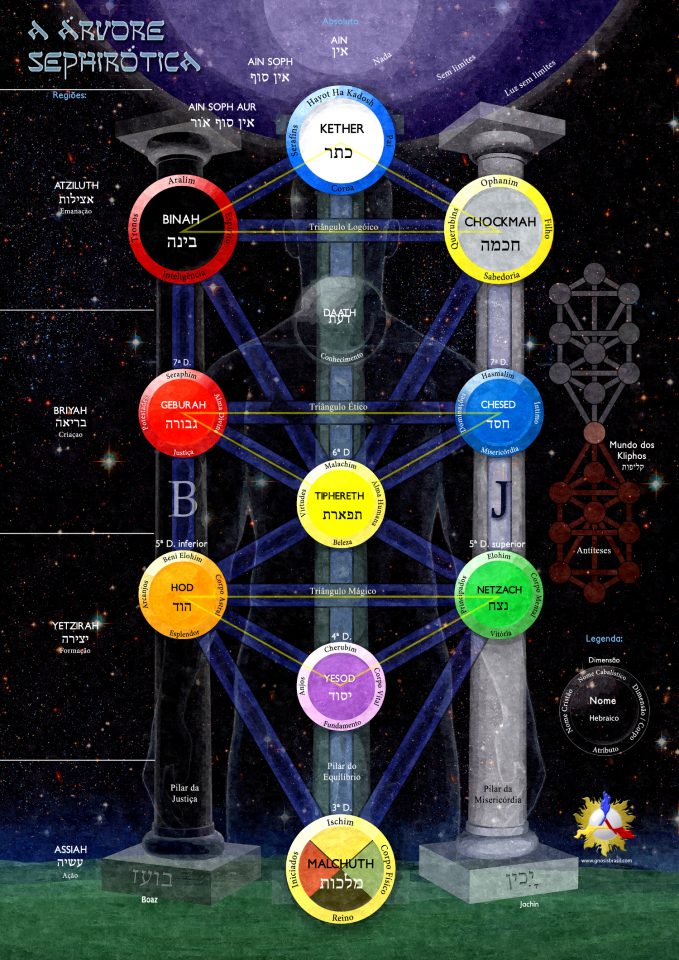 A ÁRVORE
SEPHIRÓTICA
Absoluto
AIN
אין
Nada
AIN SOPH
אין סוף
Sem limites
AIN SOPH AUR
אין סוף אור
Luz sem limites
Regiões:
Hayot Ha Kadosh
Serafins
KETHER
כתר
Pai
Coroa
ATZILUTH
אצילות
Emanação
Aralim
Tronos
BINAH
בינה
Inteligência
Triângulo Logóico
Ophanim
Querubins
CHOCKMAH
חכמה
Filho
Sabedoria
DAATH
דעת
Conhecimento
BRIYAH
בריאה
Criaçao
7ª D.
Seraphim
Potestades
GEBURAH
גבורה
Alma Divina
Justiça
Triângulo Ético
7ª D.
Hasmalim
Dominações
CHESED
חסד
Íntimo
Misericórdia
6ª D
Malachim
Virtudes
TIPHERETH
תפארת
Alma Humana
Beleza
B
J
Mundo dos
Kliphos
קליפות
Antíteses
YETZIRAH
יצירה
Formação
5ª D. inferior
Beni Elohim
Arcanjos
HOD
הוד
Corpo Astral
Esplendor
Triângulo Mágico
5ª D. superior
Elohim
Principados
NETZACH
נצח
Corpo Mental
Vitória
4ª D.
Cherubim
Anjos
YESOD
יסוד
Corpo Vital
Fundamento
Legenda:
Dimensão
Nome Cabalístico
Nome Cristão
Nome
Hebraico
Dimensão / Corpo
Atributo
Pilar da
Justiça
Pilar do
Equilíbrio
Pilar da
Misericórdia
ASSIAH
עשיה
Ação
3ª D.
Ischim
Iniciados
MALCHUTH
מלכות
Corpo Físico
Reino
בועז
Boaz
יָכִין
Jachin
www.gnosisbrasil.com